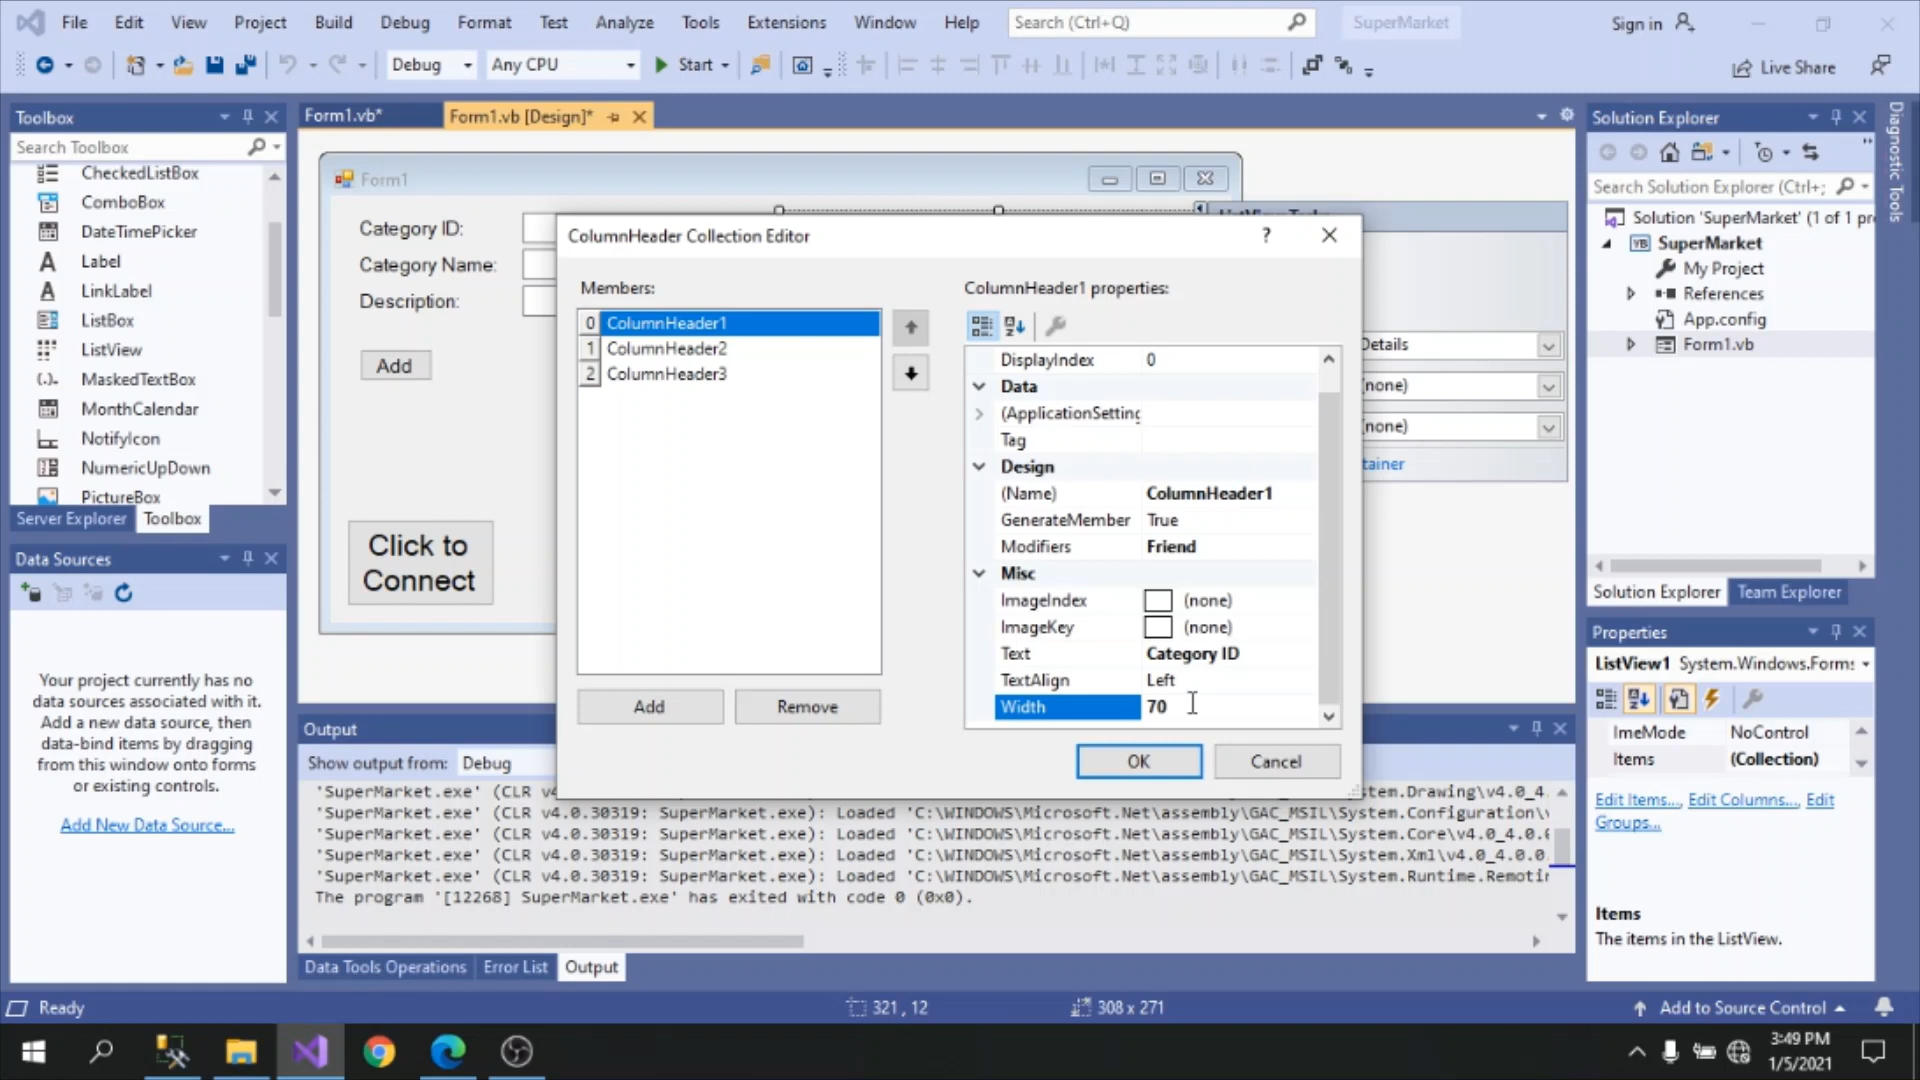 File Edit View Project Build Debug Format Test Analyze Tools Extensions Window Help Search (Ctrl+Q) SuperMarket Sign in
Debug Any CPU Start Live Share
Toolbox
Search Toolbox
CheckedListBox
ComboBox
DateTimePicker
Label
LinkLabel
ListBox
ListView
MaskedTextBox
MonthCalendar
NotifyIcon
NumericUpDown
PictureBox
Server Explorer Toolbox
Data Sources
Your project currently has no
data sources associated with it.
Add a new data source, then
data-bind items by dragging
from this window onto forms
or existing controls.
Add New Data Source...
Form1.vb* Form1.vb [Design]*
Form1
Category ID:
Category Name:
Description:
Add
Click to
Connect
ColumnHeader Collection Editor ?
Members:
0 ColumnHeader1
1 ColumnHeader2
2 ColumnHeader3
Add Remove
ColumnHeader1 properties:
DisplayIndex 0
Data
(ApplicationSetting
Tag
Design
(Name) ColumnHeader1
GenerateMember True
Modifiers Friend
Misc
ImageIndex (none)
ImageKey (none)
Text Category ID
TextAlign Left
Width 70
OK Cancel
Details
(none)
(none)
tainer
Output
Show output from: Debug
'SuperMarket.exe' (CLR v4 System.Drawing\v4.0_4.
'SuperMarket.exe' (CLR v4.0.30319: SuperMarket.exe): Loaded 'C:\WINDOWS\Microsoft.Net\assembly\GAC_MSIL\System.Configuration\v
'SuperMarket.exe' (CLR v4.0.30319: SuperMarket.exe): Loaded 'C:\WINDOWS\Microsoft.Net\assembly\GAC_MSIL\System.Core\v4.0_4.0.0
'SuperMarket.exe' (CLR v4.0.30319: SuperMarket.exe): Loaded 'C:\WINDOWS\Microsoft.Net\assembly\GAC_MSIL\System.Xml\v4.0_4.0.0.
'SuperMarket.exe' (CLR v4.0.30319: SuperMarket.exe): Loaded 'C:\WINDOWS\Microsoft.Net\assembly\GAC_MSIL\System.Runtime.Remotin
The program '[12268] SuperMarket.exe' has exited with code 0 (0x0).
Data Tools Operations Error List Output
Solution Explorer
Search Solution Explorer (Ctrl+;
Solution 'SuperMarket' (1 of 1 pr
SuperMarket
My Project
References
App.config
Form1.vb
Solution Explorer Team Explorer
Diagnostic Tools
Properties
ListView1 System.Windows.Forms
ImeMode NoControl
Items (Collection)
Edit Items..., Edit Columns..., Edit
Groups...
Items
The items in the ListView.
Ready 321 , 12 308 x 271 Add to Source Control
3:49 PM
1/5/2021